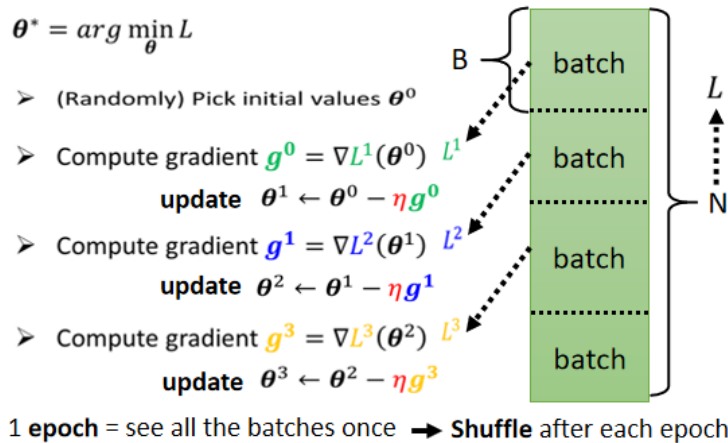 θ* = arg min_θ L
➢ (Randomly) Pick initial values θ⁰
➢ Compute gradient g⁰ = ∇L¹(θ⁰) L¹
update θ¹ ← θ⁰ − ηg⁰
➢ Compute gradient g¹ = ∇L²(θ¹) L²
update θ² ← θ¹ − ηg¹
➢ Compute gradient g³ = ∇L³(θ²) L³
update θ³ ← θ² − ηg³
B
batch
batch
batch
batch
L
N
1 epoch = see all the batches once → Shuffle after each epoch